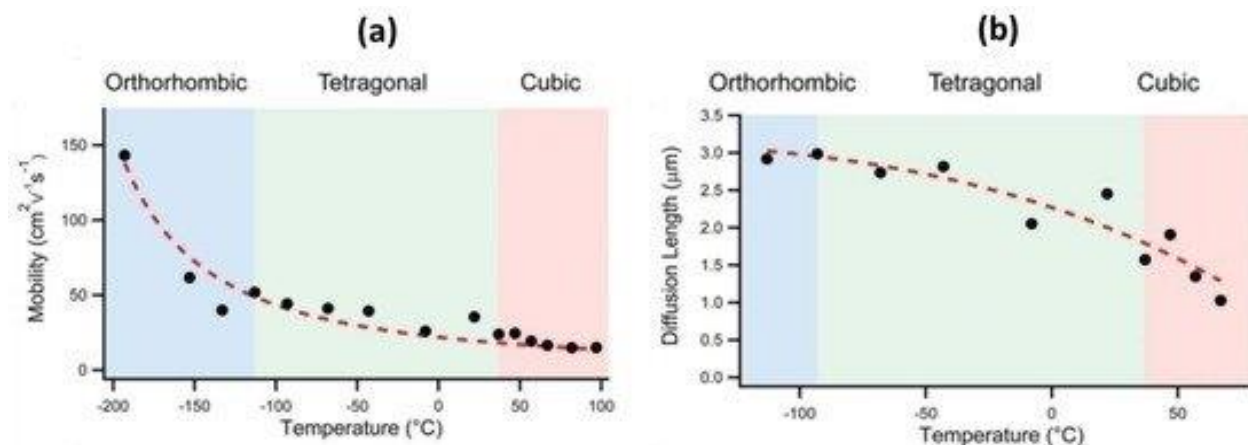 (a)
Orthorhombic Tetragonal Cubic
Mobility (cm²v⁻¹s⁻¹)
150
100
50
0
-200 -150 -100 -50 0 50 100
Temperature (°C)
(b)
Orthorhombic Tetragonal Cubic
Diffusion Length (μm)
3.5
3.0
2.5
2.0
1.5
1.0
0.5
0.0
-100 -50 0 50
Temperature (°C)